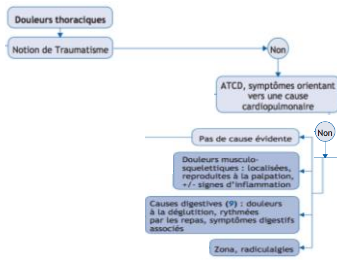 Douleurs thoraciques
Notion de Traumatisme
Non
ATCD, symptômes orientant
vers une cause
cardiopulmonaire
Non
Pas de cause évidente
Douleurs musculo-
squelettiques : localisées,
reproduites à la palpation,
+/- signes d'inflammation
Causes digestives (9) : douleurs
à la déglutition, rythmées
par les repas, symptômes digestifs
associés
Zona, radiculalgies